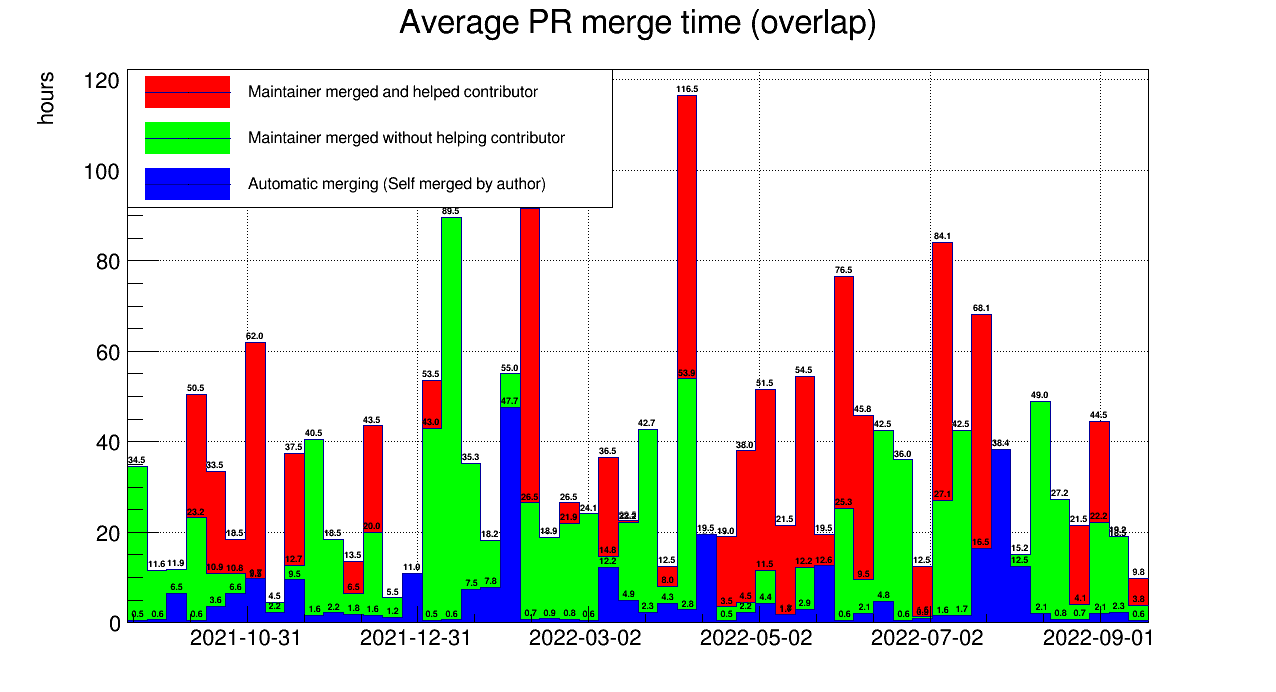 Average PR merge time (overlap)
hours
Maintainer merged and helped contributor
Maintainer merged without helping contributor
Automatic merging (Self merged by author)
120
100
80
60
40
20
0
116.5
89.5
84.1
76.5
68.1
62.0
34.5 11.6 11.9 50.5 33.5 18.5 4.5 37.5 40.5 18.5 13.5 43.5 5.5 11.0 53.5 35.3 18.2 55.0 18.9 26.5 24.1 36.5 42.7 12.5 19.5 19.0 38.0 51.5 21.5 54.5 19.5 45.8 42.5 36.0 12.5 42.5 38.4 15.2 49.0 27.2 21.5 44.5 9.8
23.2 10.9 10.8 12.7 6.5 20.0 43.0 47.7 26.5 21.9 14.8 8.0 53.9 3.5 4.5 11.5 12.2 12.6 25.3 9.5 27.1 16.5 12.5 4.1 22.2 3.8
0.5 0.6 6.5 0.6 3.6 6.6 2.2 9.5 1.6 2.2 1.8 1.6 1.2 0.5 0.6 7.5 7.8 0.7 0.9 0.8 0.6 12.2 4.9 2.3 4.3 2.8 0.5 2.2 4.4 1.8 2.9 0.6 2.1 4.8 1.6 1.7 2.1 0.8 0.7 2.1 2.3 0.6
2021-10-31 2021-12-31 2022-03-02 2022-05-02 2022-07-02 2022-09-01